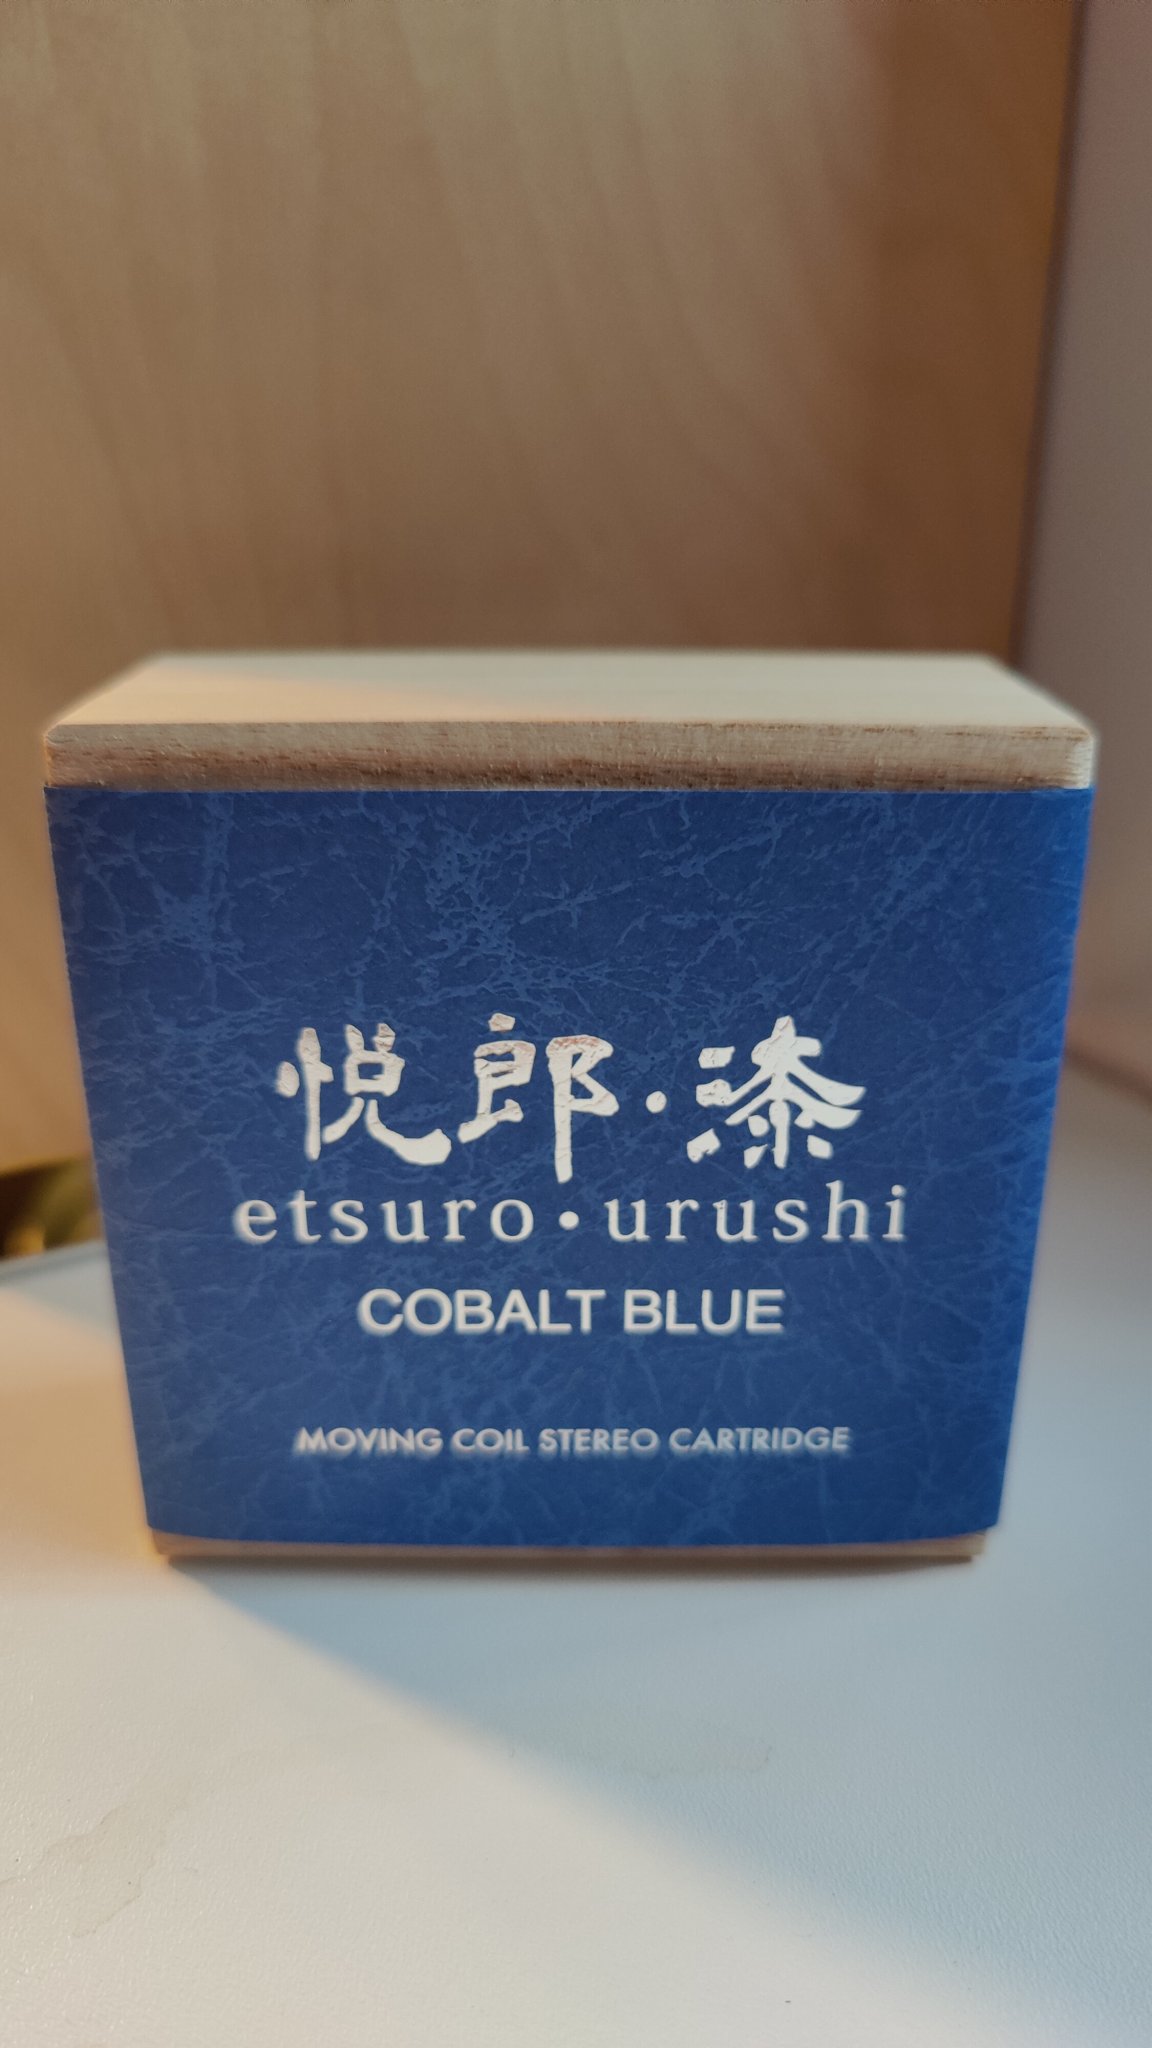 悦郎・漆
etsuro・urushi
COBALT BLUE
MOVING COIL STEREO CARTRIDGE